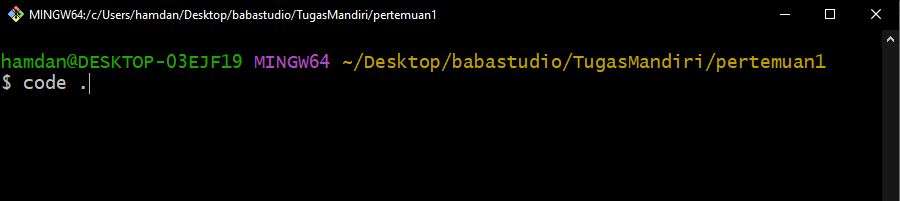 MINGW64:/c/Users/hamdan/Desktop/babastudio/TugasMandiri/pertemuan1
hamdan@DESKTOP-03EJF19 MINGW64 ~/Desktop/babastudio/TugasMandiri/pertemuan1
$ code .